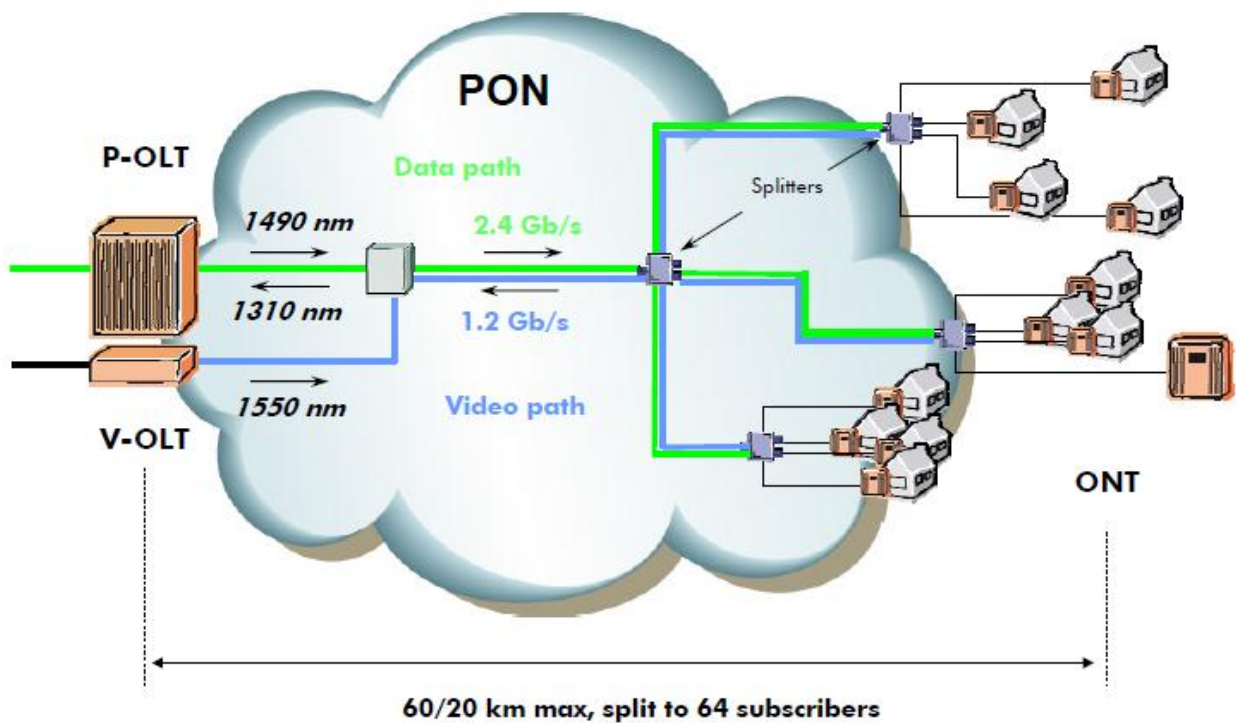 PON
P-OLT
Data path
Splitters
1490 nm
2.4 Gb/s
1310 nm
1.2 Gb/s
1550 nm
Video path
V-OLT
ONT
60/20 km max, split to 64 subscribers